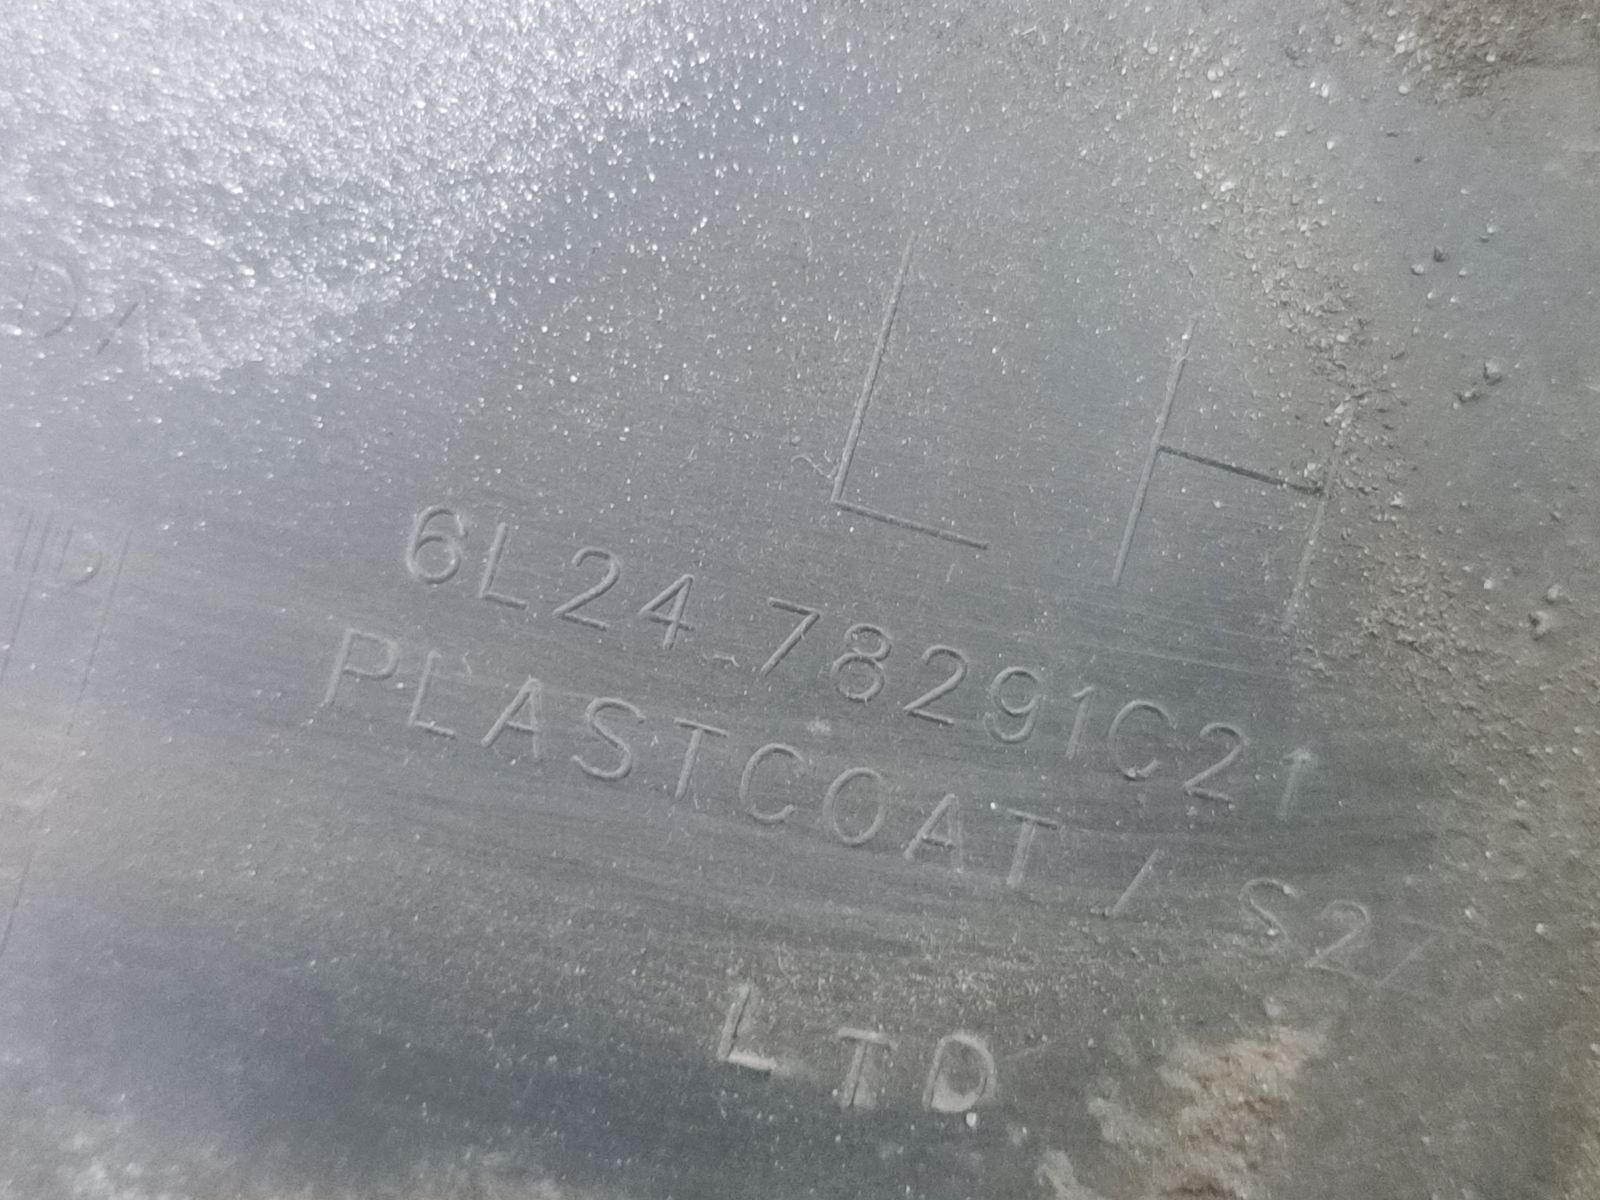 LH
6L24-78291C21
PLASTCOAT / S2/
LTD